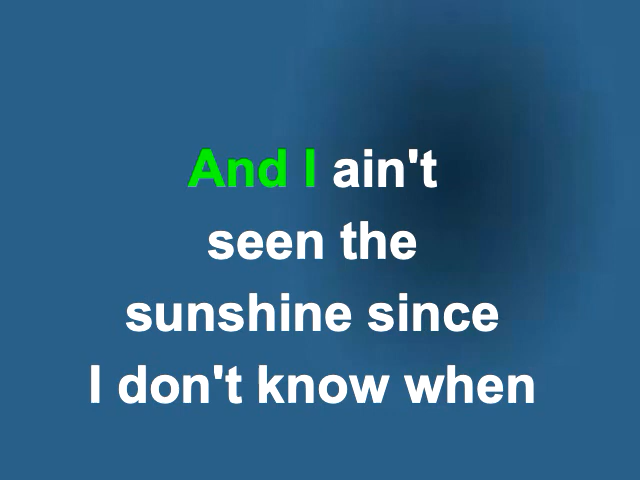 And I ain't
seen the
sunshine since
I don't know when